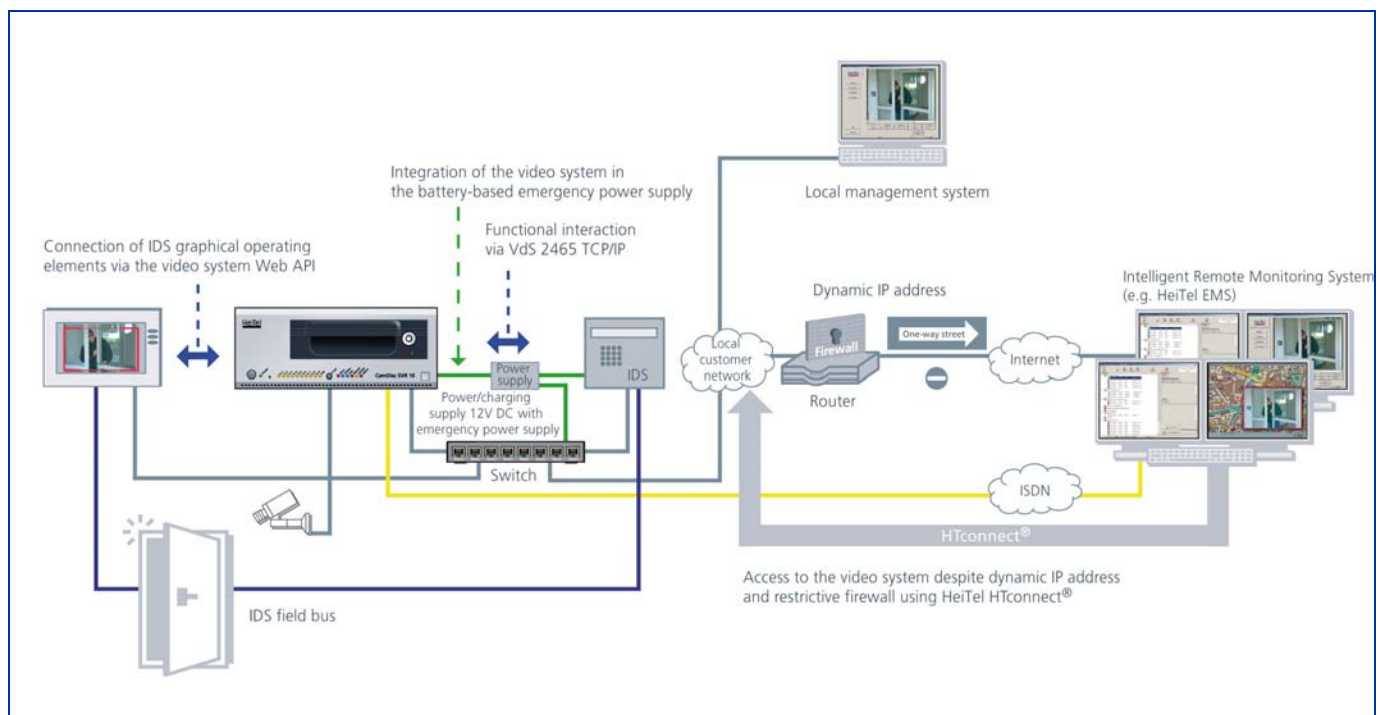 Integration of the video system in
the battery-based emergency power supply
Local management system
Connection of IDS graphical operating
elements via the video system Web API
Functional interaction
via VdS 2465 TCP/IP
Dynamic IP address
Intelligent Remote Monitoring System
(e.g. HeiTel EMS)
HeiTel
CamDisc SVR 10
Power
supply
IDS
Power/charging
supply 12V DC with
emergency power supply
Switch
Local
customer
network
Firewall
Router
One-way street
Internet
ISDN
HTconnect®
Access to the video system despite dynamic IP address
and restrictive firewall using HeiTel HTconnect®
IDS field bus